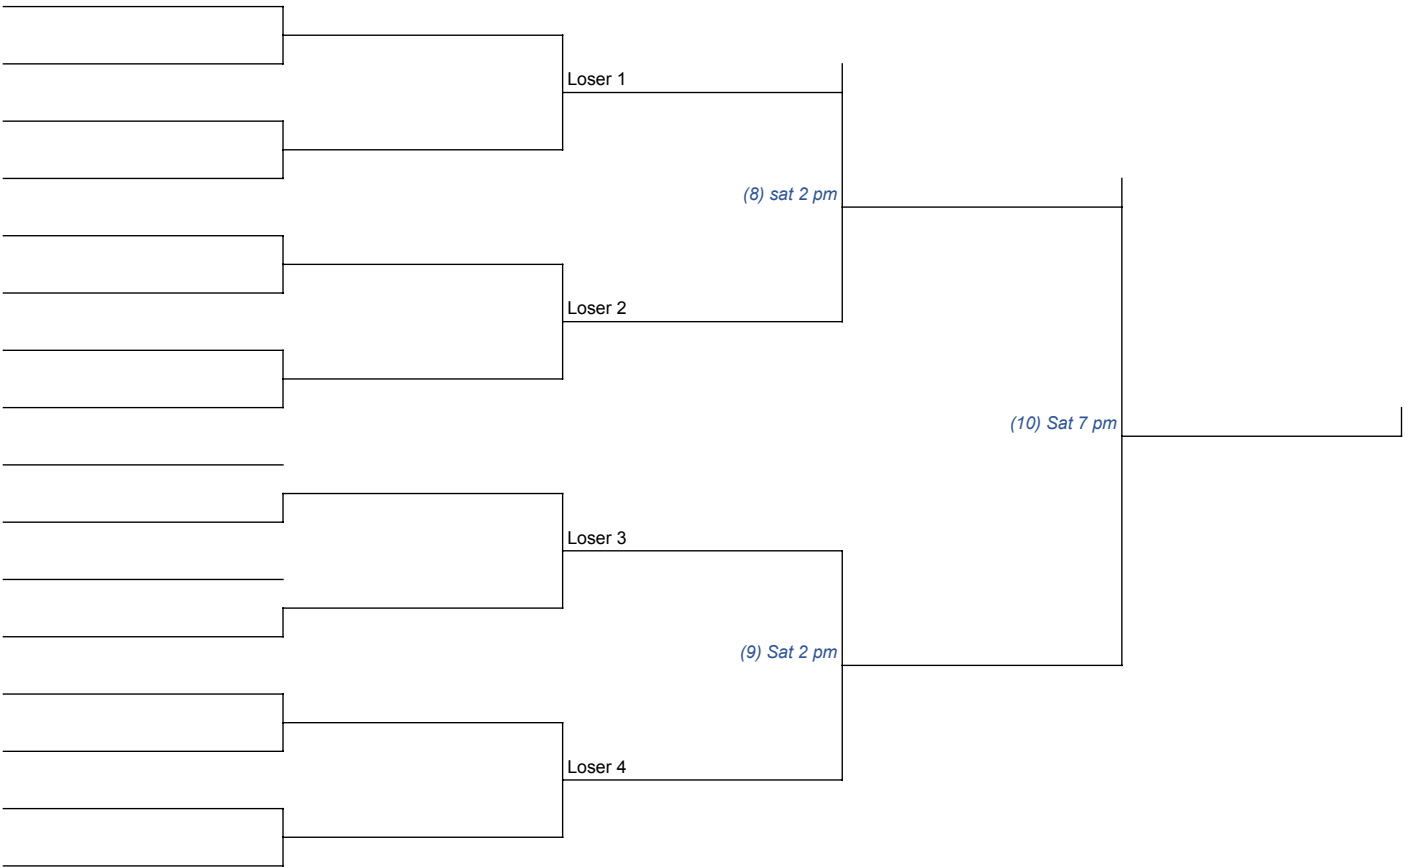 Loser 1
(8) sat 2 pm
Loser 2
(10) Sat 7 pm
Loser 3
(9) Sat 2 pm
Loser 4